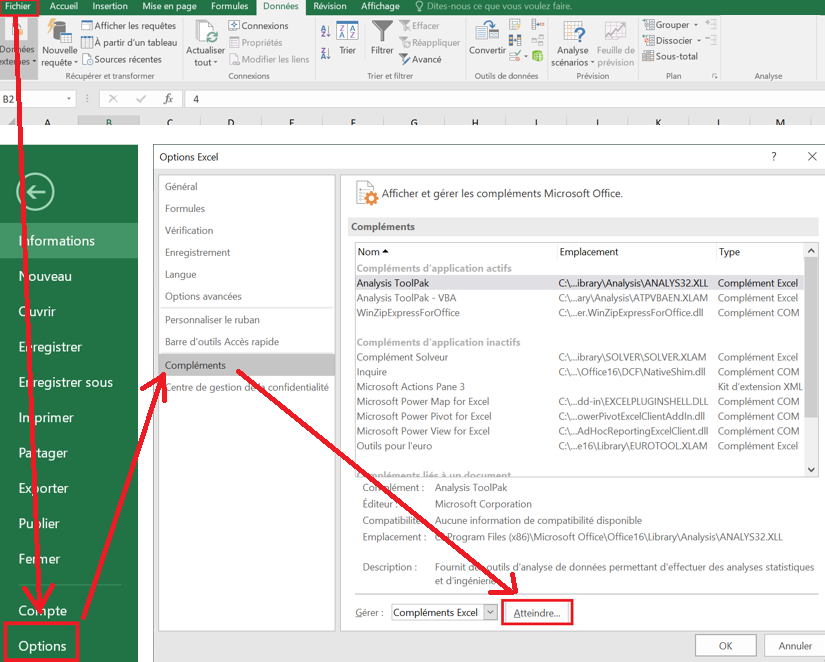 Fichier Accueil Insertion Mise en page Formules Données Révision Affichage Dites-nous ce que vous voulez faire.
Données externes
Nouvelle requête
Afficher les requêtes
À partir d'un tableau
Sources récentes
Récupérer et transformer
Actualiser tout
Connexions
Propriétés
Modifier les liens
Connexions
Trier
Filtrer
Effacer
Réappliquer
Avancé
Trier et filtrer
Convertir
Outils de données
Analyse scénarios
Feuille de prévision
Prévision
Grouper
Dissocier
Sous-total
Plan
Analyse
B2 fx 4
A B C D E F G H I J K L M
Informations
Nouveau
Ouvrir
Enregistrer
Enregistrer sous
Imprimer
Partager
Exporter
Publier
Fermer
Compte
Options
Options Excel ?
Général
Formules
Vérification
Enregistrement
Langue
Options avancées
Personnaliser le ruban
Barre d'outils Accès rapide
Compléments
Centre de gestion de la confidentialité
Afficher et gérer les compléments Microsoft Office.
Compléments
Nom Emplacement Type
Compléments d'application actifs
Analysis ToolPak C:\...ibrary\Analysis\ANALYS32.XLL Complément Excel
Analysis ToolPak - VBA C:\...ary\Analysis\ATPVBAEN.XLAM Complément Excel
WinZipExpressForOffice C:\...er.WinZipExpressForOffice.dll Complément COM
Compléments d'application inactifs
Complément Solveur C:\...ibrary\SOLVER\SOLVER.XLAM Complément Excel
Inquire C:\...\Office16\DCF\NativeShim.dll Complément COM
Microsoft Actions Pane 3 Kit d'extension XML
Microsoft Power Map for Excel C:\...dd-in\EXCELPLUGINSHELL.DLL Complément COM
Microsoft Power Pivot for Excel C:\...owerPivotExcelClientAddIn.dll Complément COM
Microsoft Power View for Excel C:\...AdHocReportingExcelClient.dll Complément COM
Outils pour l'euro C:\...e16\Library\EUROTOOL.XLAM Complément Excel
Compléments liés à un document
Complément : Analysis ToolPak
Éditeur : Microsoft Corporation
Compatibilité : Aucune information de compatibilité disponible
Emplacement : C:\Program Files (x86)\Microsoft Office\Office16\Library\Analysis\ANALYS32.XLL
Description : Fournit des outils d'analyse de données permettant d'effectuer des analyses statistiques
et d'ingénierie
Gérer : Compléments Excel Atteindre...
OK Annuler